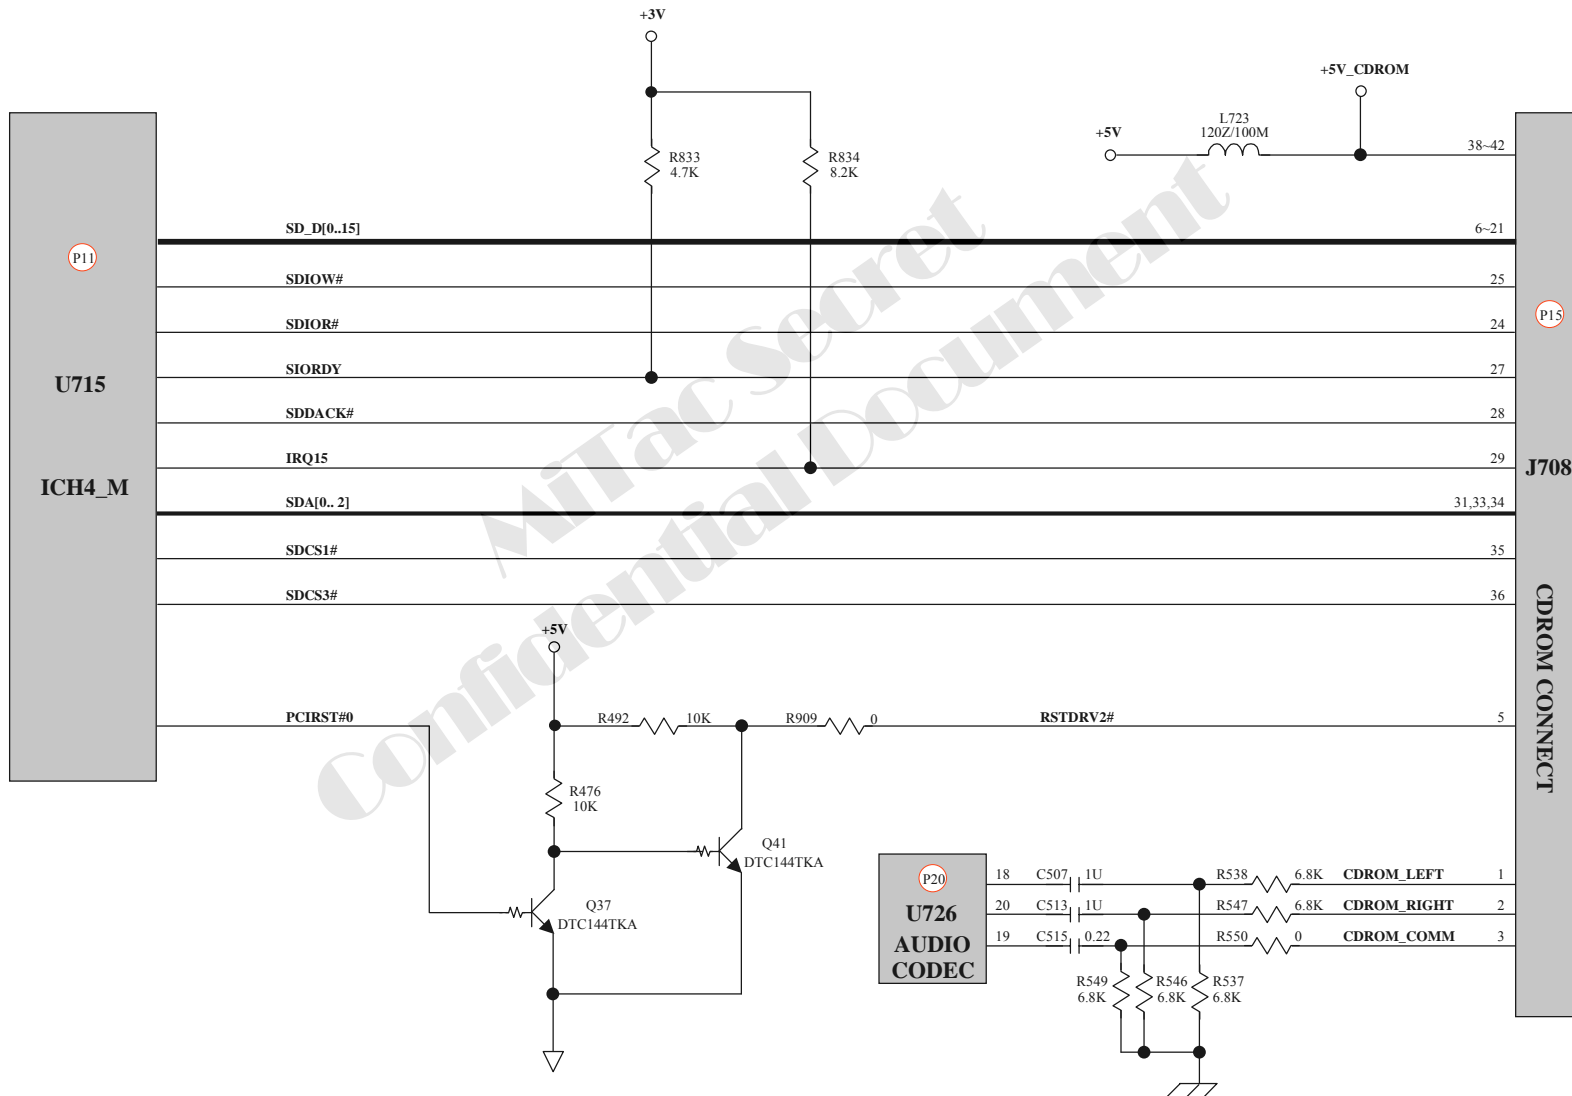 +3V
+5V_CDROM
L723
120Z/100M
+5V
38~42
R833
4.7K
R834
8.2K
SD_D[0..15]
6~21
P11
SDIOW#
25
P15
SDIOR#
24
SIORDY
27
U715
SDDACK#
28
IRQ15
29
J708
ICH4_M
SDA[0.. 2]
31,33,34
SDCS1#
35
SDCS3#
36
CDROM CONNECT
+5V
PCIRST#0
R492
10K
R909
0
RSTDRV2#
5
R476
10K
Q41
DTC144TKA
Q37
DTC144TKA
P20
U726
AUDIO
CODEC
18
C507
1U
R538
6.8K
CDROM_LEFT
1
20
C513
1U
R547
6.8K
CDROM_RIGHT
2
19
C515
0.22
R550
0
CDROM_COMM
3
R549
6.8K
R546
6.8K
R537
6.8K
MiTac Secret
Confidential Document